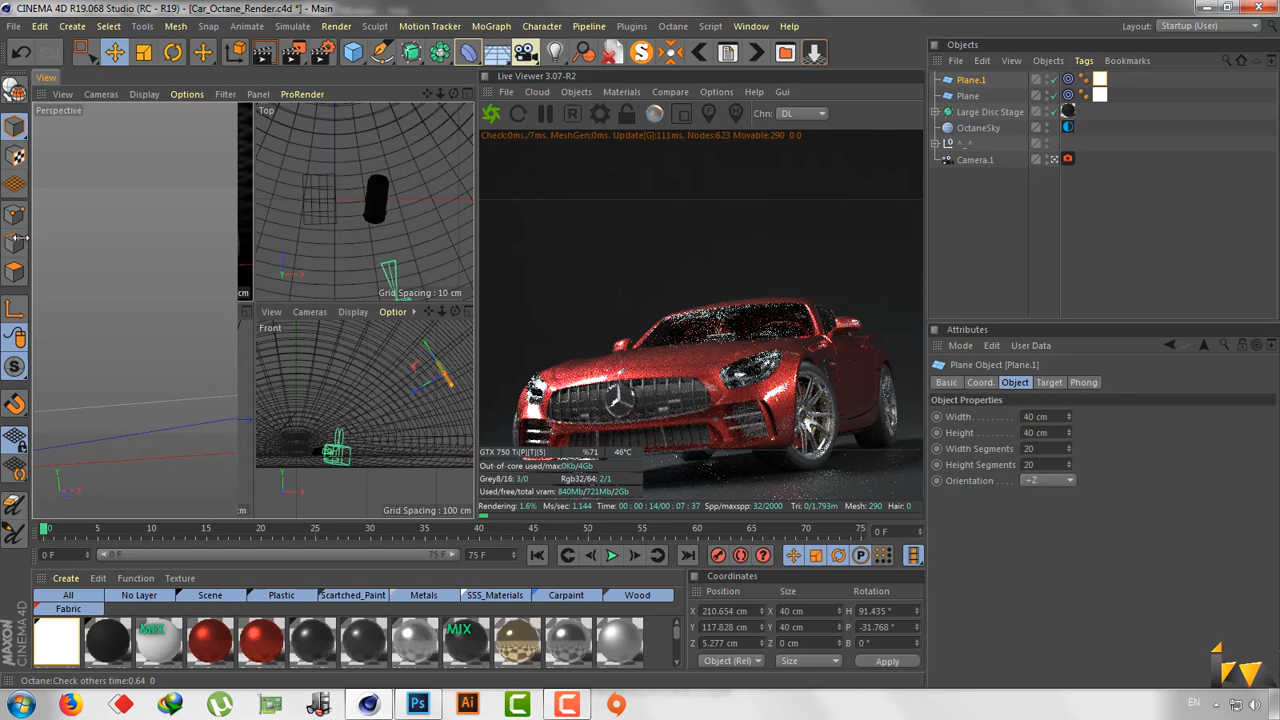 CINEMA 4D R19.068 Studio (RC - R19) - [Car_Octane_Render.c4d *] - Main
File Edit Create Select Tools Mesh Snap Animate Simulate Render Sculpt Motion Tracker MoGraph Character Pipeline Plugins Octane Script Window Help Layout: Startup (User)
View
View Cameras Display Options Filter Panel ProRender
Perspective
Top
Grid Spacing : 10 cm
cm
View Cameras Display Option
Front
Grid Spacing : 100 cm
cm
Live Viewer 3.07-R2
File Cloud Objects Materials Compare Options Help Gui
Chn: DL
Check:0ms./7ms. MeshGen:0ms. Update[G]:111ms. Nodes:623 Movable:290 0 0
GTX 750 Ti[P][T][5] %71 46°C
Out-of-core used/max:0Kb/4Gb
Grey8/16: 3/0 Rgb32/64: 2/1
Used/free/total vram: 840Mb/721Mb/2Gb
Rendering: 1.6% Ms/sec: 1.144 Time: 00 : 00 : 14/00 : 07 : 37 Spp/maxspp: 32/2000 Tri: 0/1.793m Mesh: 290 Hair: 0
0 5 10 15 20 25 30 35 40 45 50 55 60 65 70 75 0 F
0 F 0 F 75 F 75 F
Create Edit Function Texture
All No Layer Scene Plastic Scartched_Paint Metals SSS_Materials Carpaint Wood
Fabric
MIX MIX
Coordinates
Position Size Rotation
X 210.654 cm X 40 cm H 91.435 °
Y 117.828 cm Y 40 cm P -31.768 °
Z 5.277 cm Z 0 cm B 0 °
Object (Rel) Size Apply
Objects
File Edit View Objects Tags Bookmarks
Plane.1
Plane
Large Disc Stage
OctaneSky
^_^
Camera.1
Attributes
Mode Edit User Data
Plane Object [Plane.1]
Basic Coord. Object Target Phong
Object Properties
Width 40 cm
Height 40 cm
Width Segments 20
Height Segments 20
Orientation +Z
MAXON CINEMA4D
Octane:Check others time:0.64 0
Ps Ai C C
EN